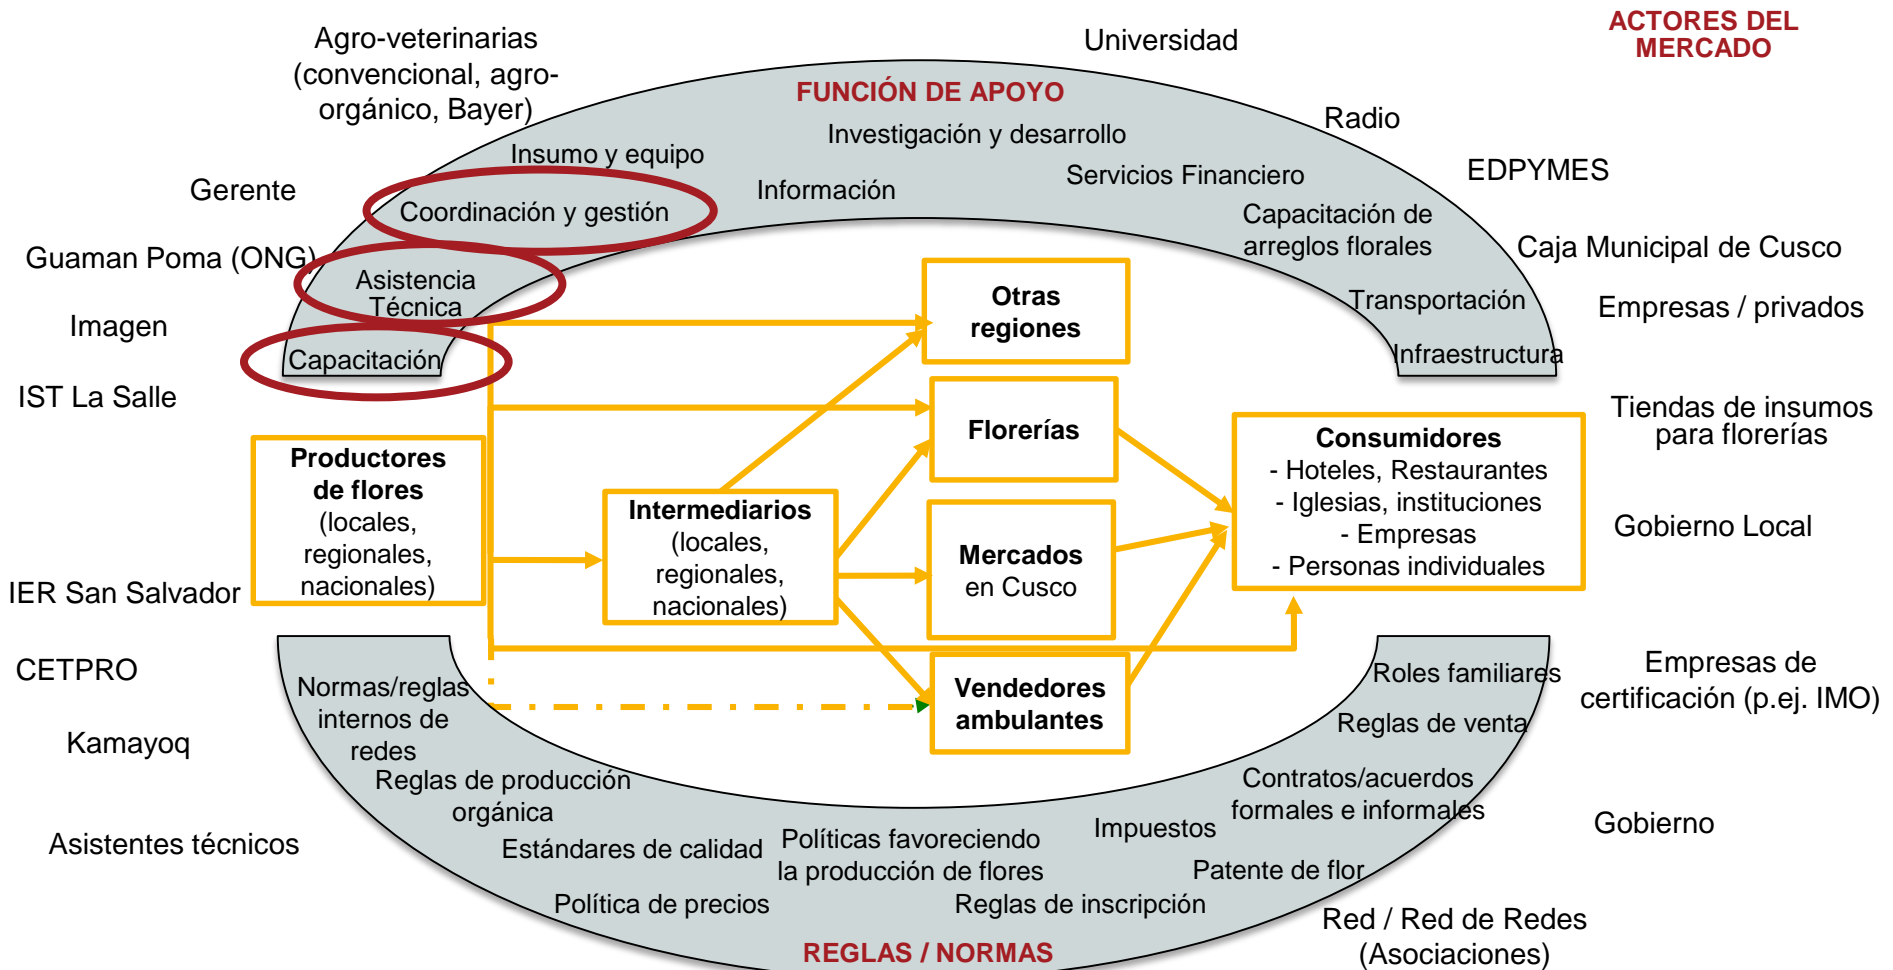 ACTORES DEL
MERCADO
Agro-veterinarias
(convencional, agro-
orgánico, Bayer)
Universidad
FUNCIÓN DE APOYO
Radio
Investigación y desarrollo
Insumo y equipo
EDPYMES
Servicios Financiero
Información
Gerente
Coordinación y gestión
Capacitación de
arreglos florales
Guaman Poma (ONG)
Caja Municipal de Cusco
Asistencia
Técnica
Transportación
Empresas / privados
Imagen
Capacitación
Infraestructura
IST La Salle
Tiendas de insumos
para florerías
Otras
regiones
Florerías
Productores
de flores
(locales,
regionales,
nacionales)
Intermediarios
(locales,
regionales,
nacionales)
Mercados
en Cusco
Vendedores
ambulantes
Consumidores
- Hoteles, Restaurantes
- Iglesias, instituciones
- Empresas
- Personas individuales
Gobierno Local
IER San Salvador
CETPRO
Empresas de
certificación (p.ej. IMO)
Kamayoq
Normas/reglas
internos de
redes
Roles familiares
Reglas de venta
Reglas de producción
orgánica
Contratos/acuerdos
formales e informales
Asistentes técnicos
Gobierno
Estándares de calidad
Políticas favoreciendo
la producción de flores
Impuestos
Patente de flor
Política de precios
Reglas de inscripción
Red / Red de Redes
(Asociaciones)
REGLAS / NORMAS